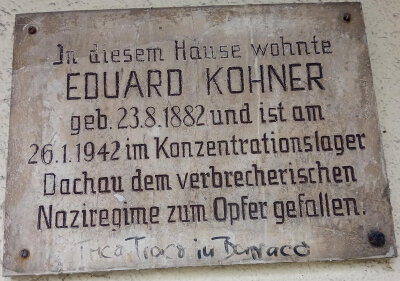 In diesem Hause wohnte
EDUARD KOHNER
geb. 23.8.1882 und ist am
26.1.1942 im Konzentrationslager
Dachau dem verbrecherischen
Naziregime zum Opfer gefallen.
in